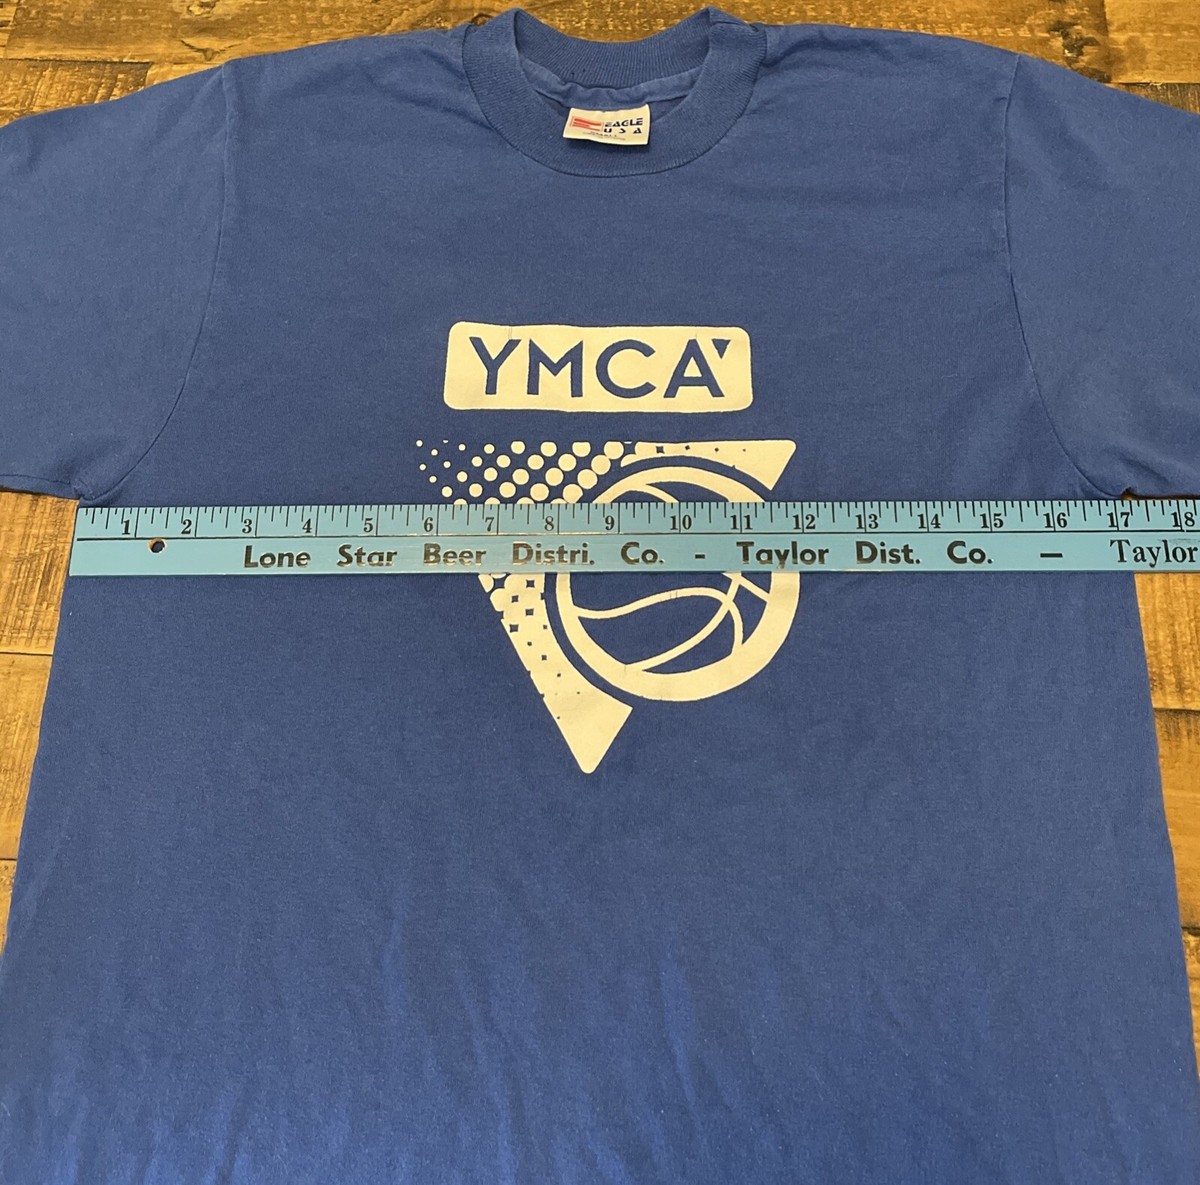 EAGLE
USA
YMCA
1 2 3 4 5 6 7 8 9 10 11 12 13 14 15 16 17 18
Lone Star Beer Distri. Co. - Taylor Dist. Co. — Taylor